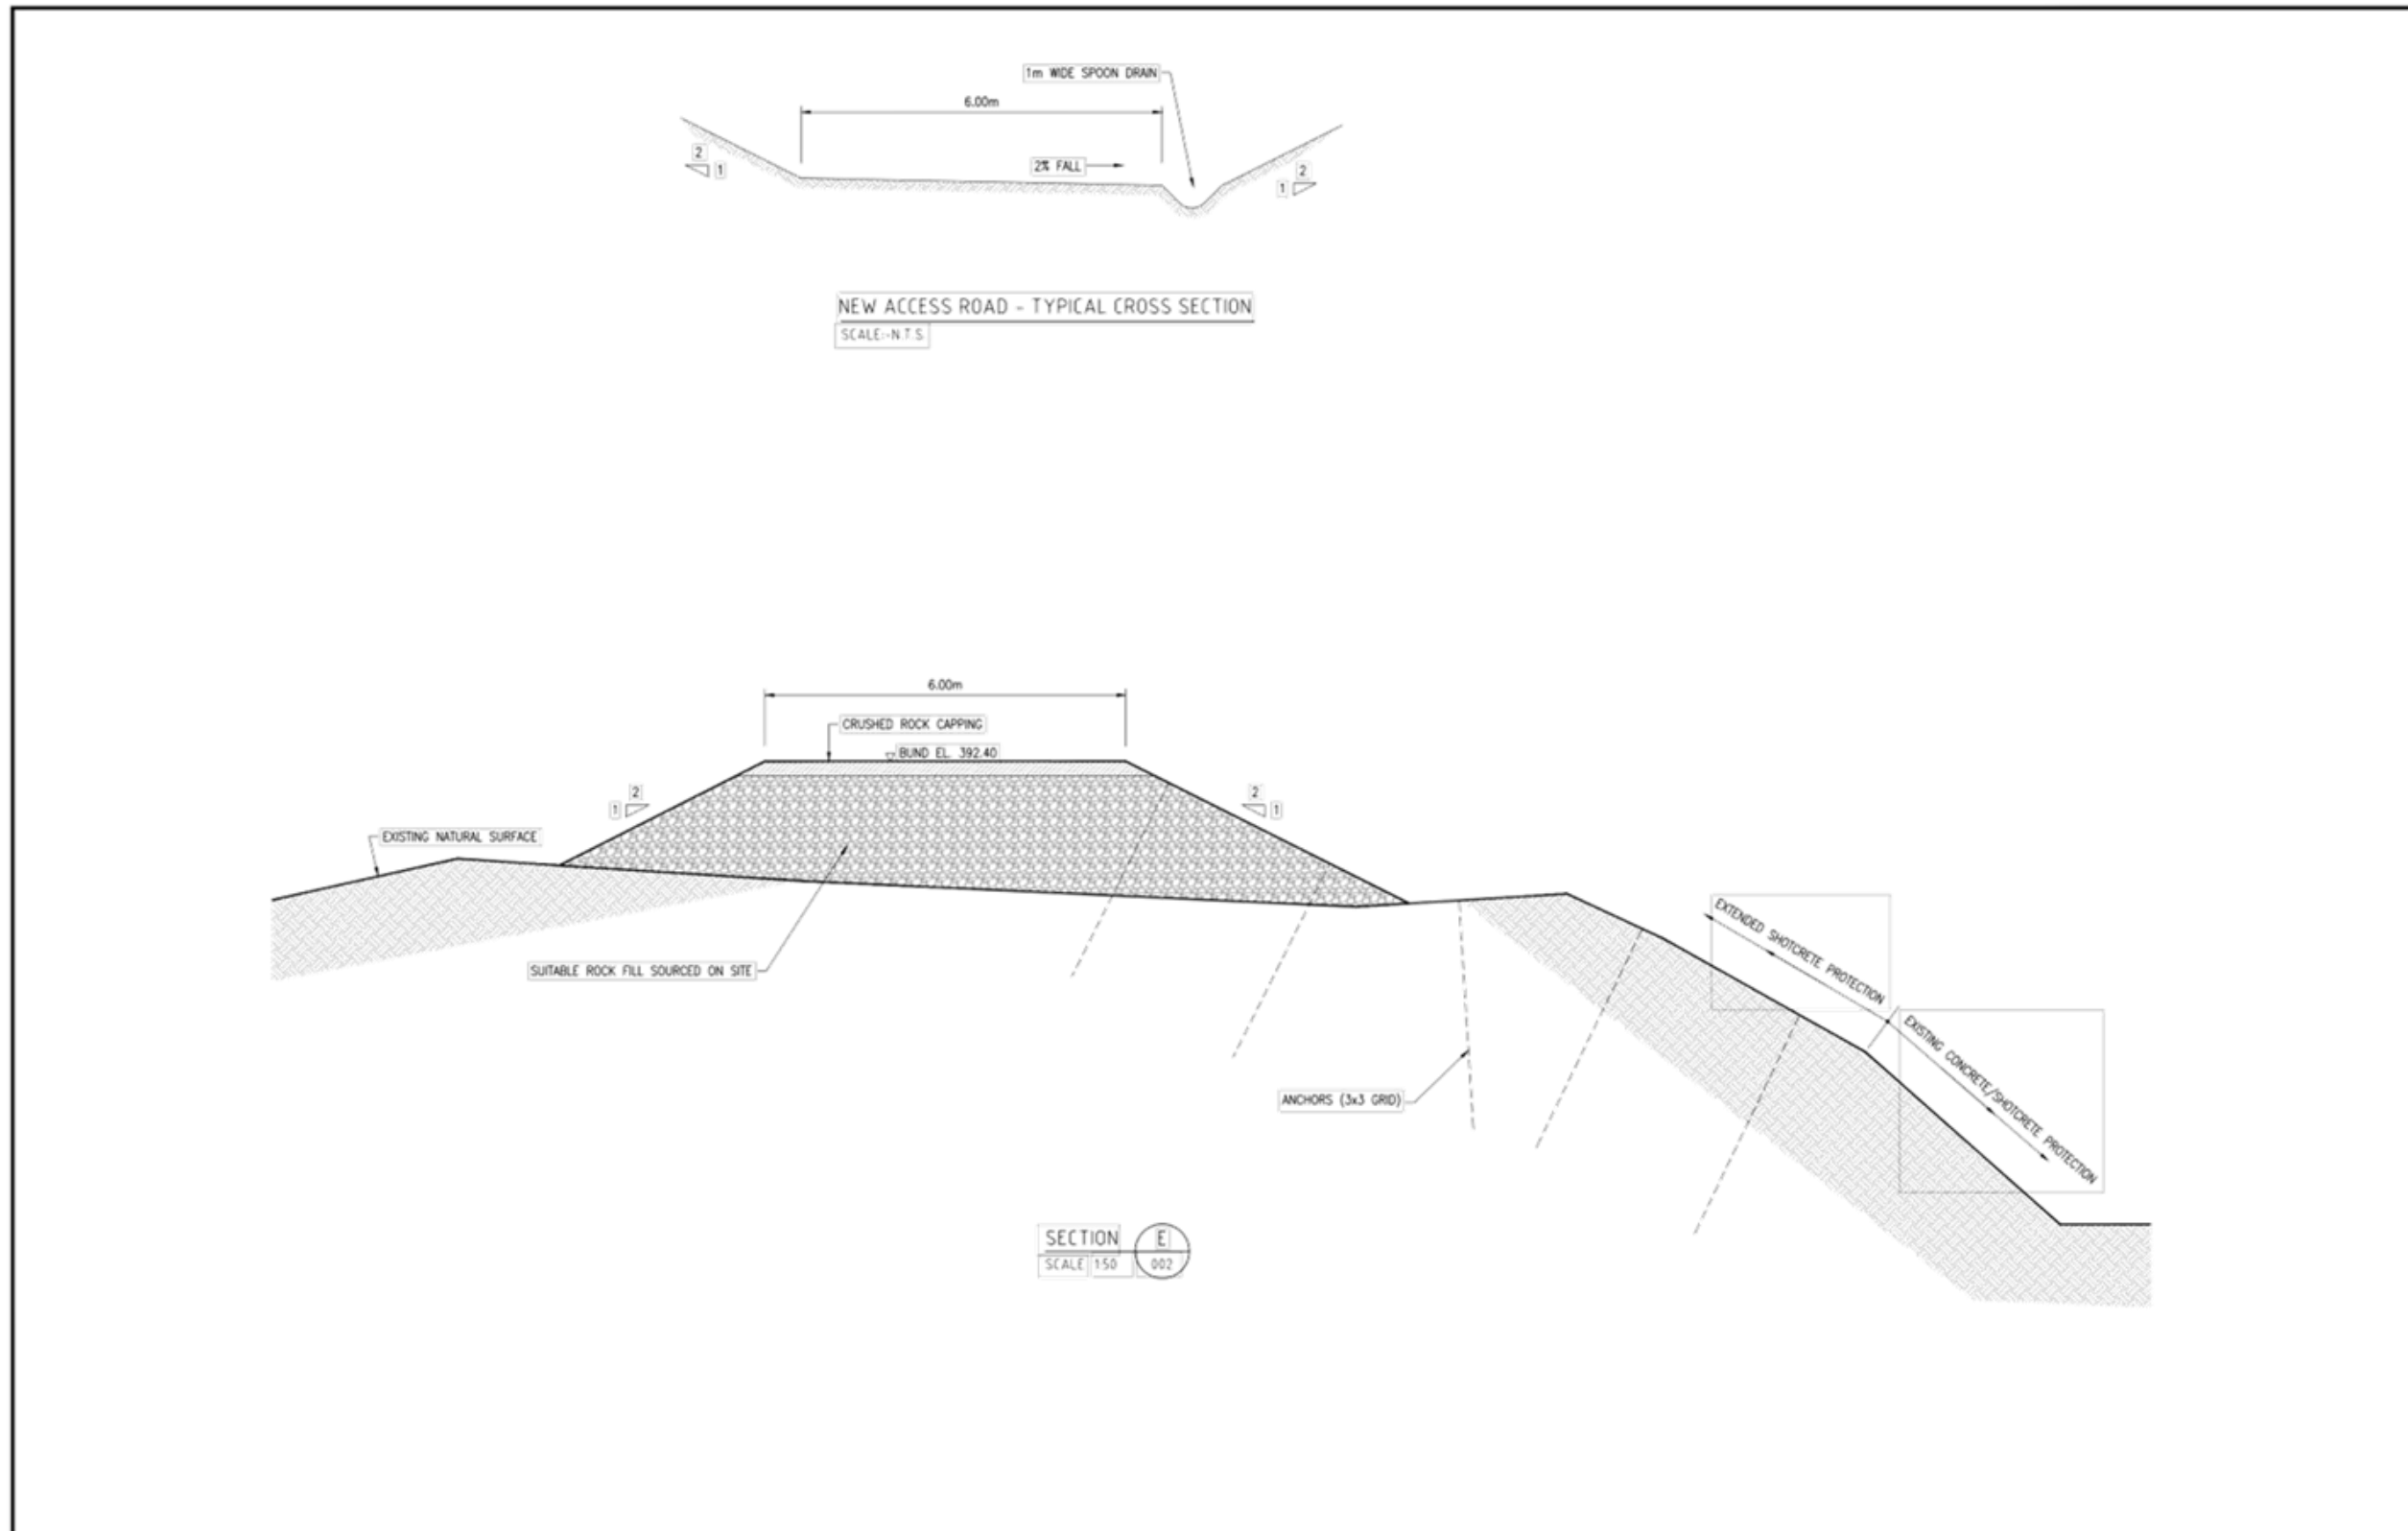 1m WIDE SPOON DRAIN
6.00m
2% FALL
2
1
2
1
NEW ACCESS ROAD - TYPICAL CROSS SECTION
SCALE:-N.T.S.
6.00m
CRUSHED ROCK CAPPING
BUND EL. 392.40
2
1
2
1
EXISTING NATURAL SURFACE
SUITABLE ROCK FILL SOURCED ON SITE
EXTENDED SHOTCRETE PROTECTION
EXISTING CONCRETE/SHOTCRETE PROTECTION
ANCHORS (3x3 GRID)
SECTION E
SCALE 1:50 002